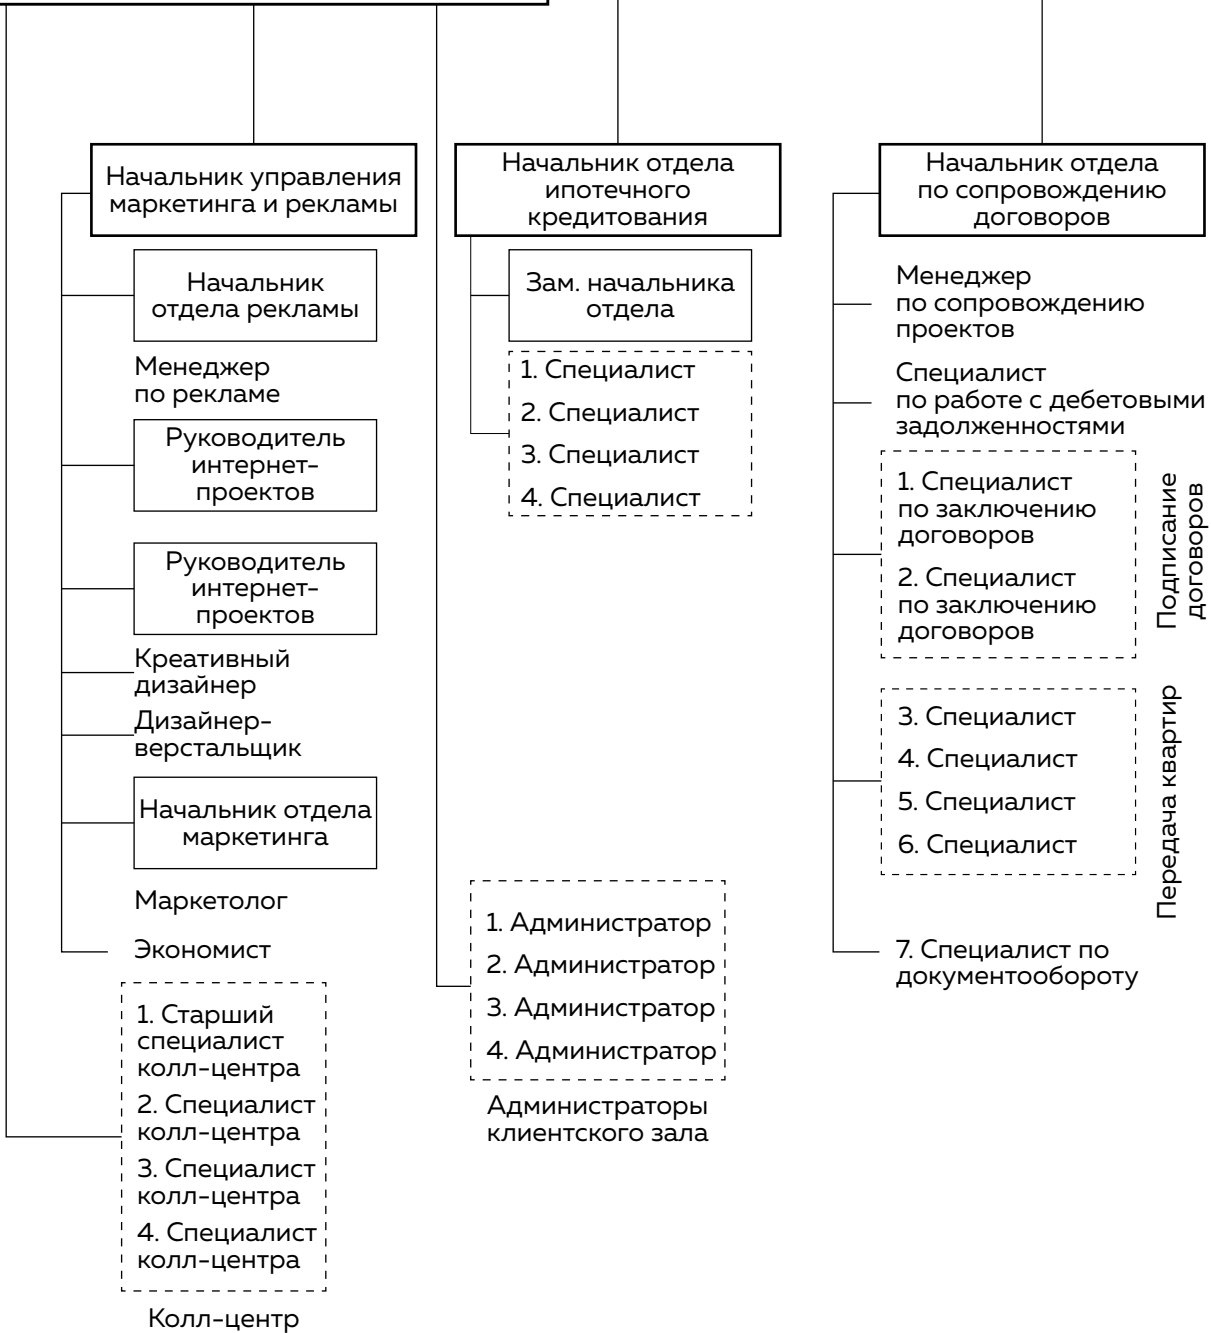 Начальник управления
маркетинга и рекламы
Начальник
отдела рекламы
Менеджер
по рекламе
Руководитель
интернет-
проектов
Руководитель
интернет-
проектов
Креативный
дизайнер
Дизайнер-
верстальщик
Начальник отдела
маркетинга
Маркетолог
Экономист
1. Старший
специалист
колл-центра
2. Специалист
колл-центра
3. Специалист
колл-центра
4. Специалист
колл-центра
Колл-центр
Начальник отдела
ипотечного
кредитования
Зам. начальника
отдела
1. Специалист
2. Специалист
3. Специалист
4. Специалист
1. Администратор
2. Администратор
3. Администратор
4. Администратор
Администраторы
клиентского зала
Начальник отдела
по сопровождению
договоров
Менеджер
по сопровождению
проектов
Специалист
по работе с дебетовыми
задолженностями
1. Специалист
по заключению
договоров
2. Специалист
по заключению
договоров
Подписание
договоров
3. Специалист
4. Специалист
5. Специалист
6. Специалист
Передача квартир
7. Специалист по
документообороту